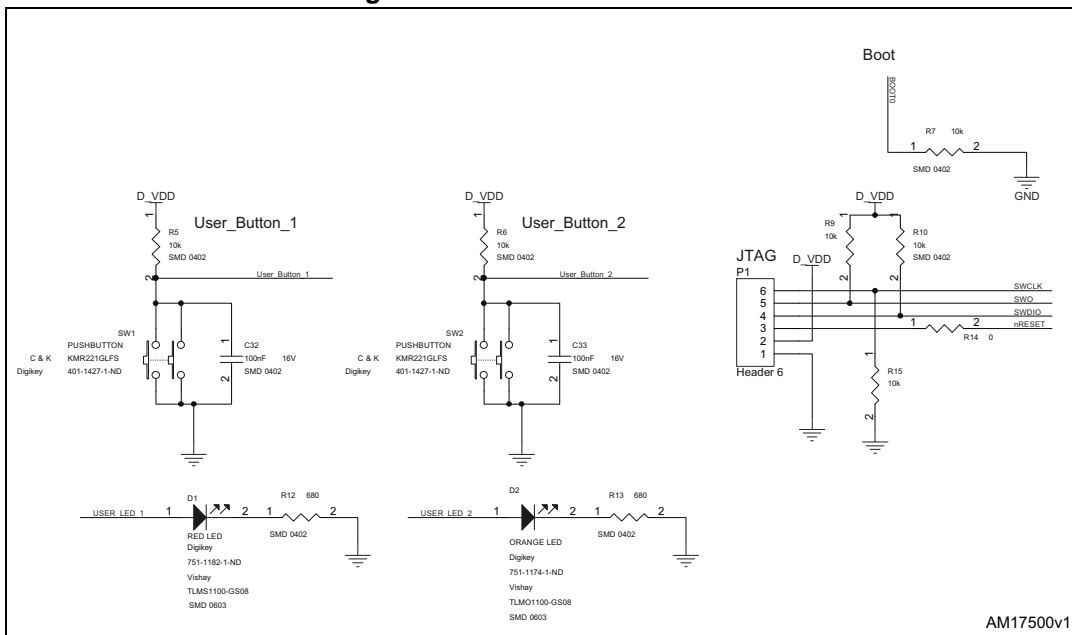 Boot
BOOT0
R7 10k
1 2
SMD 0402
GND
D_VDD
1
R5
10k
SMD 0402
2
User_Button_1
User_Button_1
SW1
PUSHBUTTON
C & K KMR221GLFS
Digikey 401-1427-1-ND
1
C32
100nF 16V
SMD 0402
2
D_VDD
1
R6
10k
SMD 0402
2
User_Button_2
User_Button_2
SW2
PUSHBUTTON
C & K KMR221GLFS
Digikey 401-1427-1-ND
1
C33
100nF 16V
SMD 0402
2
D_VDD
1 1
R9
10k
R10
10k
SMD 0402
2 2
JTAG
P1
D_VDD
6 SWCLK
5 SWO
4 SWDIO
3 1 2 nRESET
R14 0
2
1
Header 6
1
R15
10k
2
USER_LED_1 1 D1 2
RED LED
Digikey
751-1182-1-ND
Vishay
TLMS1100-GS08
SMD 0603
R12 680
1 2
SMD 0402
USER_LED_2 1 D2 2
ORANGE LED
Digikey
751-1174-1-ND
Vishay
TLMO1100-GS08
SMD 0603
R13 680
1 2
SMD 0402
AM17500v1